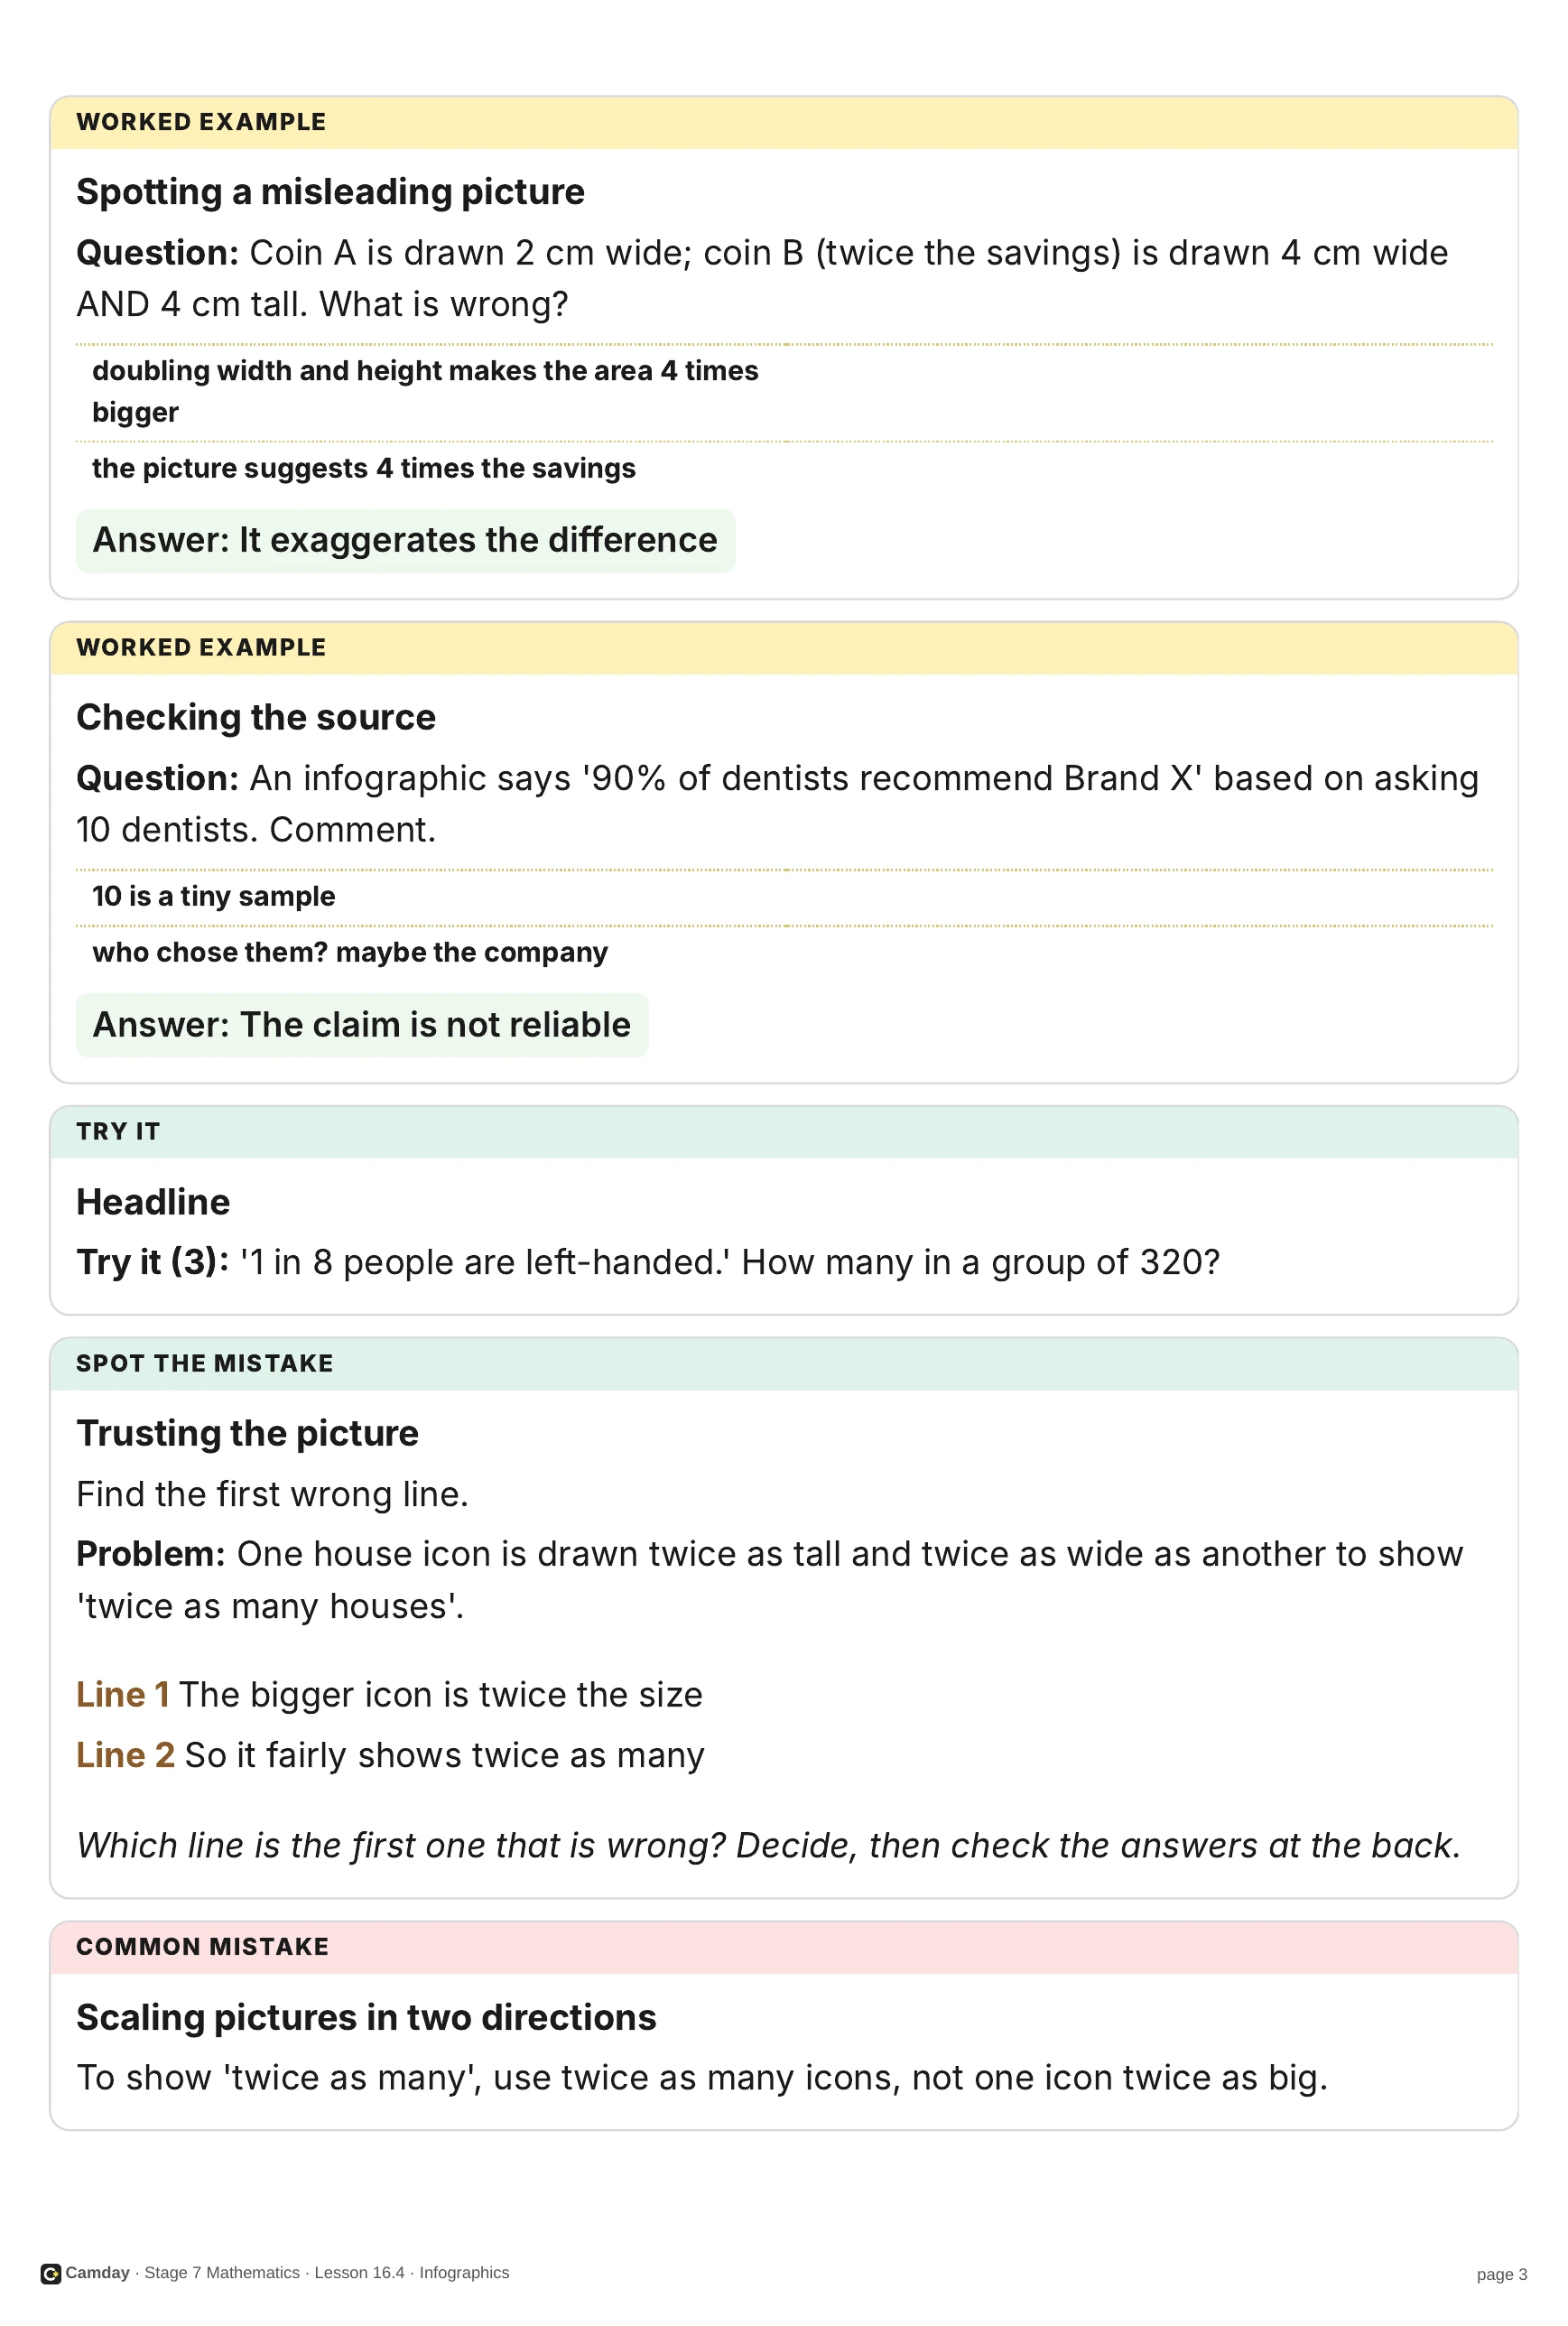 WORKED EXAMPLE
Spotting a misleading picture
Question: Coin A is drawn 2 cm wide; coin B (twice the savings) is drawn 4 cm wide
AND 4 cm tall. What is wrong?
doubling width and height makes the area 4 times
bigger
the picture suggests 4 times the savings
Answer: It exaggerates the difference
WORKED EXAMPLE
Checking the source
Question: An infographic says '90% of dentists recommend Brand X' based on asking
10 dentists. Comment.
10 is a tiny sample
who chose them? maybe the company
Answer: The claim is not reliable
TRY IT
Headline
Try it (3): '1 in 8 people are left-handed.' How many in a group of 320?
SPOT THE MISTAKE
Trusting the picture
Find the first wrong line.
Problem: One house icon is drawn twice as tall and twice as wide as another to show
'twice as many houses'.
Line 1 The bigger icon is twice the size
Line 2 So it fairly shows twice as many
Which line is the first one that is wrong? Decide, then check the answers at the back.
COMMON MISTAKE
Scaling pictures in two directions
To show 'twice as many', use twice as many icons, not one icon twice as big.
Camday · Stage 7 Mathematics · Lesson 16.4 · Infographics
page 3